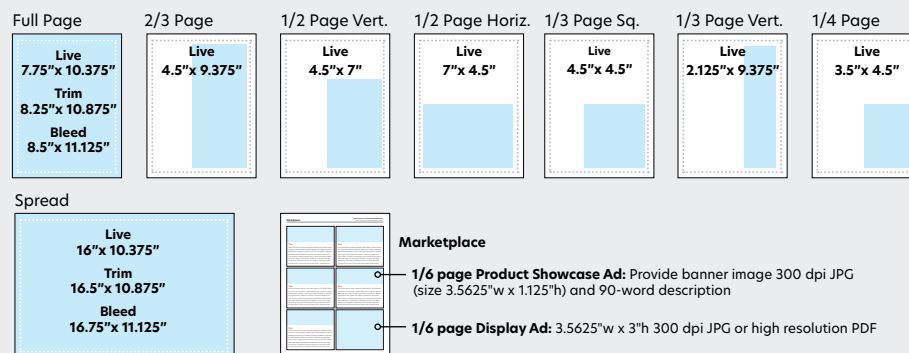 Full Page
2/3 Page
1/2 Page Vert.
1/2 Page Horiz.
1/3 Page Sq.
1/3 Page Vert.
1/4 Page
Live
7.75”x 10.375”
Trim
8.25”x 10.875”
Bleed
8.5”x 11.125”
Live
4.5”x 9.375”
Live
4.5”x 7”
Live
7”x 4.5”
Live
4.5”x 4.5”
Live
2.125”x 9.375”
Live
3.5”x 4.5”
Spread
Live
16”x 10.375”
Trim
16.5”x 10.875”
Bleed
16.75”x 11.125”
Marketplace
1/6 page Product Showcase Ad: Provide banner image 300 dpi JPG
(size 3.5625"w x 1.125"h) and 90-word description
1/6 page Display Ad: 3.5625"w x 3"h 300 dpi JPG or high resolution PDF